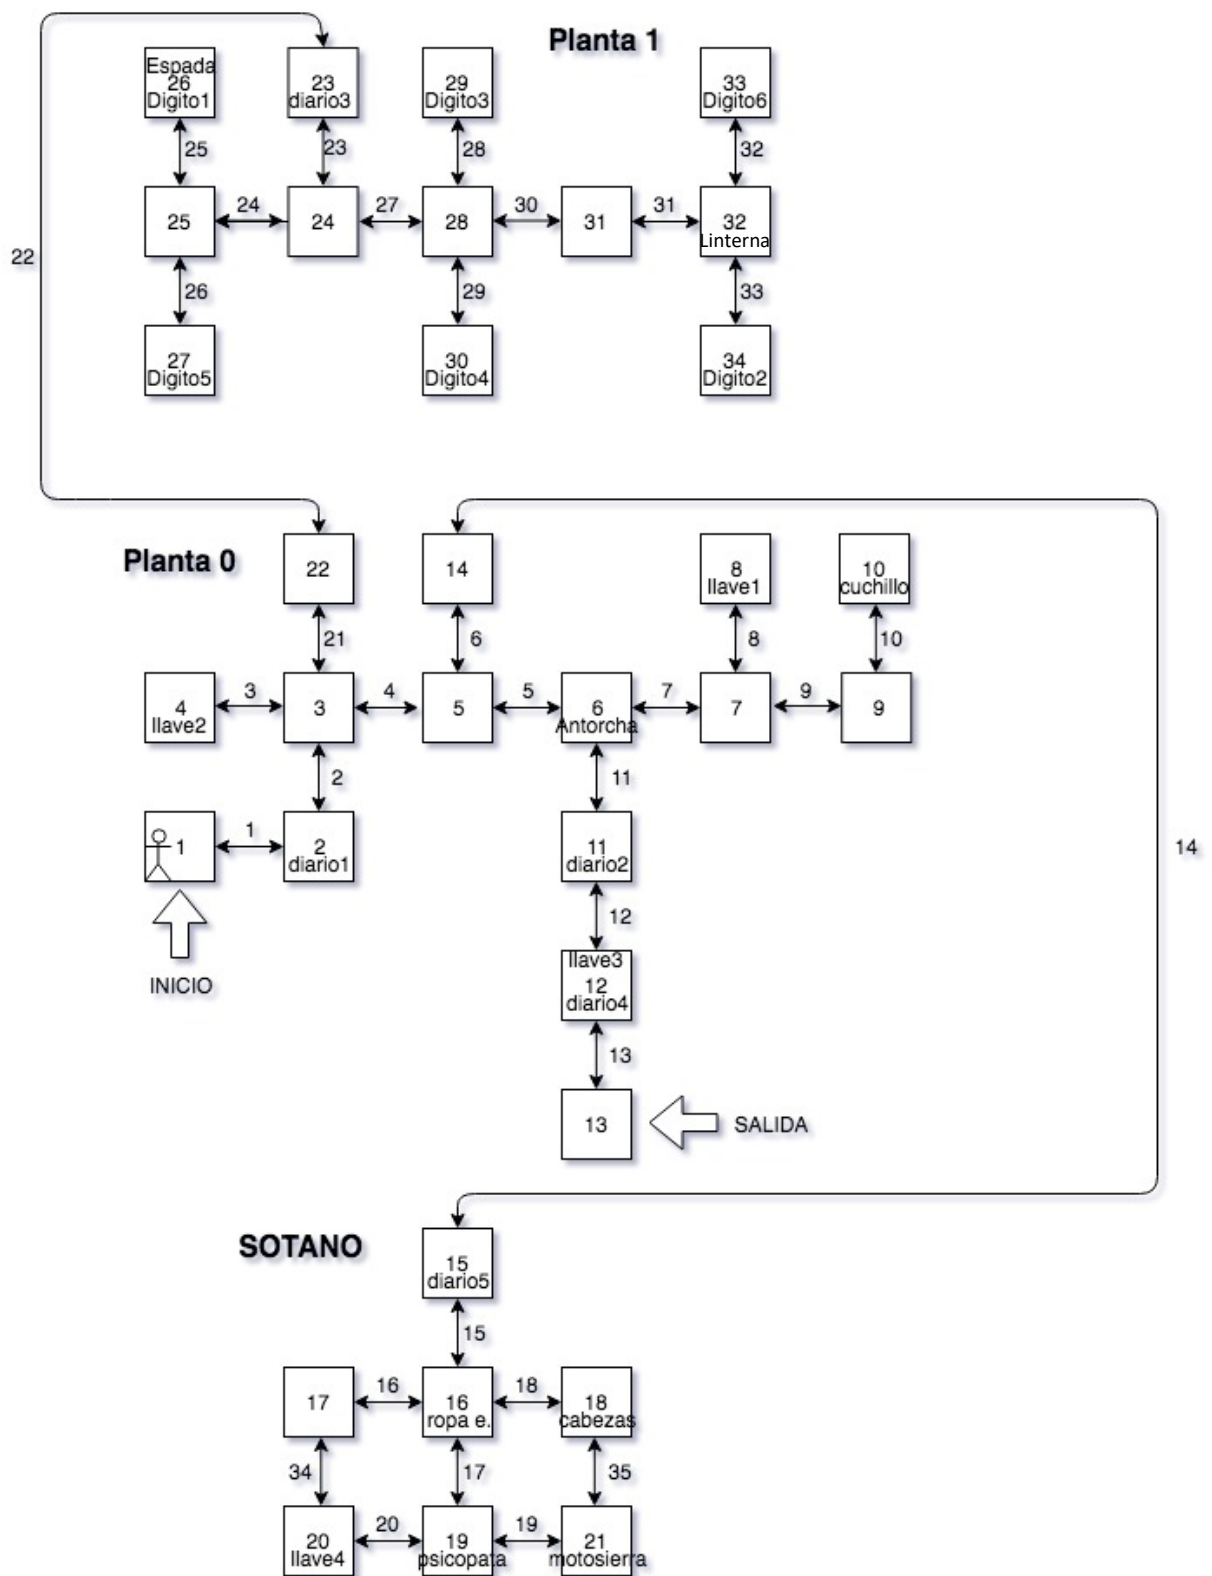 Planta 1
Espada
26
Digito1
23
diario3
29
Digito3
33
Digito6
25
23
28
32
25
24
24
27
28
30
31
31
32
Linterna
22
26
29
33
27
Digito5
30
Digito4
34
Digito2
Planta 0
22
14
8
llave1
10
cuchillo
21
6
8
10
4
llave2
3
3
4
5
5
6
Antorcha
7
7
9
9
2
11
1
1
2
diario1
11
diario2
14
12
INICIO
llave3
12
diario4
13
13
SALIDA
SOTANO
15
diario5
15
17
16
16
ropa e.
18
18
cabezas
34
17
35
20
llave4
20
19
psicopata
19
21
motosierra